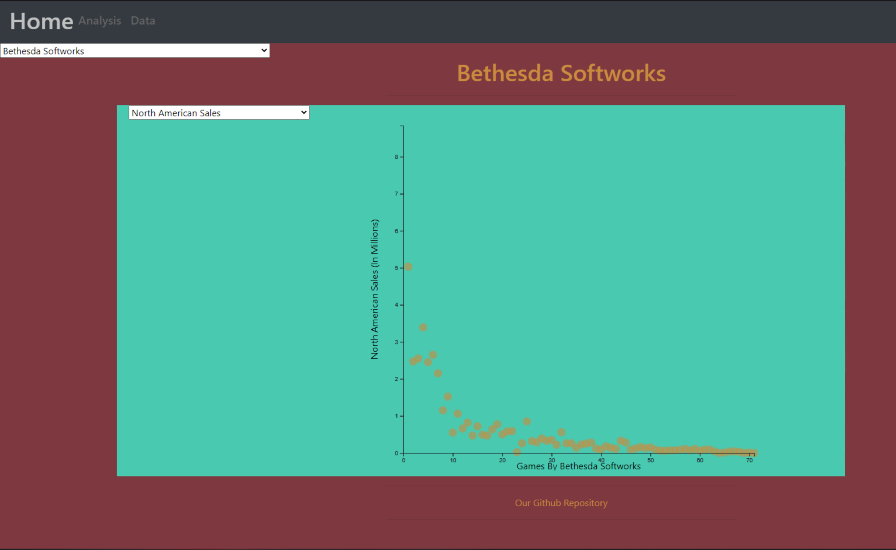 Home Analysis Data
Bethesda Softworks
Bethesda Softworks
North American Sales
8
7
6
5
4
3
2
1
0
North American Sales (In Millions)
0 10 20 30 40 50 60 70
Games By Bethesda Softworks
Our Github Repository